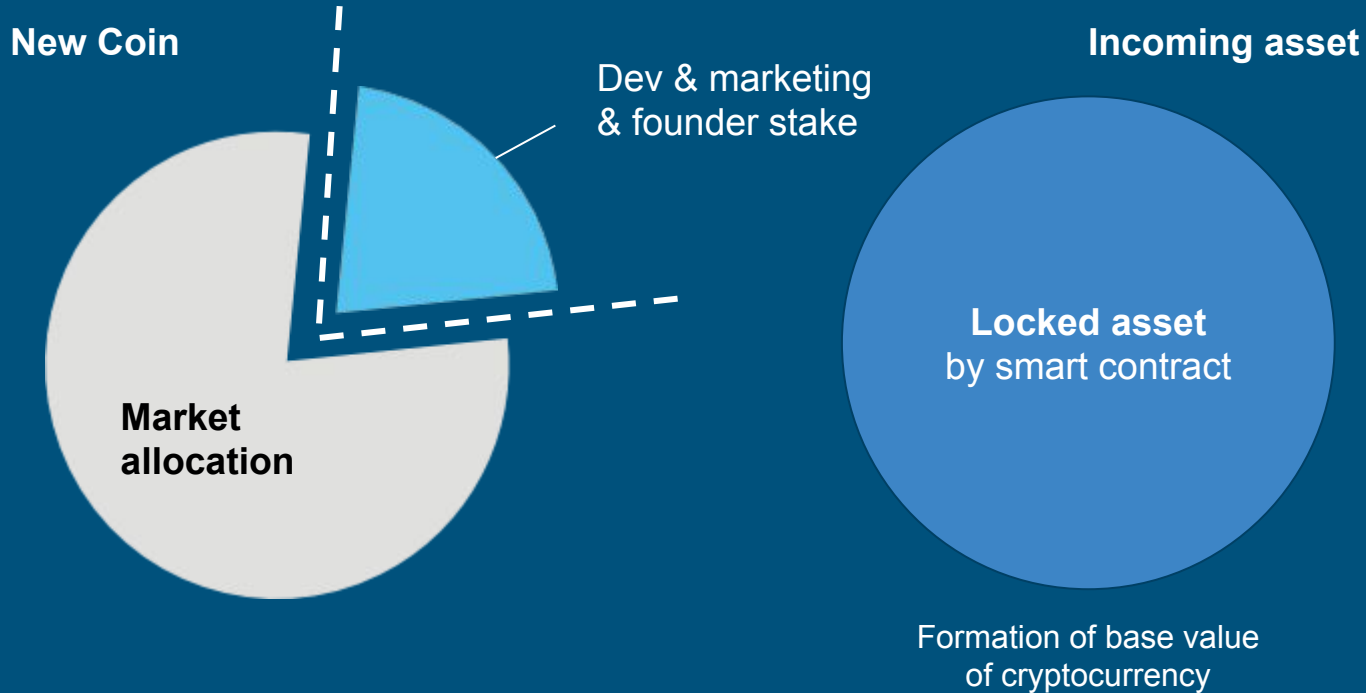 New Coin
Incoming asset
Dev & marketing
& founder stake
Market
allocation
Locked asset
by smart contract
Formation of base value
of cryptocurrency